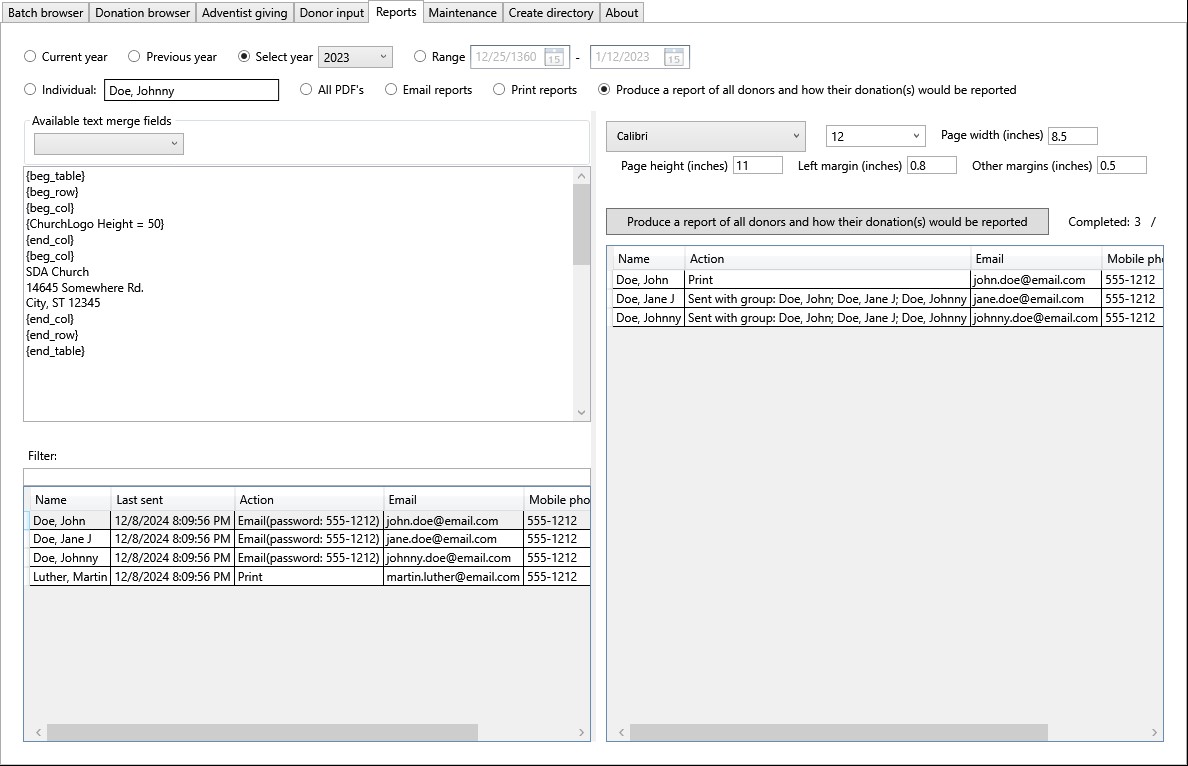 Batch browser Donation browser Adventist giving Donor input Reports Maintenance Create directory About
Current year Previous year Select year 2023 Range 12/25/1360 15 - 1/12/2023 15
Individual: Doe, Johnny All PDF's Email reports Print reports Produce a report of all donors and how their donation(s) would be reported
Available text merge fields
{beg_table}
{beg_row}
{beg_col}
{ChurchLogo Height = 50}
{end_col}
{beg_col}
SDA Church
14645 Somewhere Rd.
City, ST 12345
{end_col}
{end_row}
{end_table}
Filter:
Name Last sent Action Email Mobile pho
Doe, John 12/8/2024 8:09:56 PM Email(password: 555-1212) john.doe@email.com 555-1212
Doe, Jane J 12/8/2024 8:09:56 PM Email(password: 555-1212) jane.doe@email.com 555-1212
Doe, Johnny 12/8/2024 8:09:56 PM Email(password: 555-1212) johnny.doe@email.com 555-1212
Luther, Martin 12/8/2024 8:09:56 PM Print martin.luther@email.com 555-1212
Calibri 12 Page width (inches) 8.5
Page height (inches) 11 Left margin (inches) 0.8 Other margins (inches) 0.5
Produce a report of all donors and how their donation(s) would be reported Completed: 3 /
Name Action Email Mobile pho
Doe, John Print john.doe@email.com 555-1212
Doe, Jane J Sent with group: Doe, John; Doe, Jane J; Doe, Johnny jane.doe@email.com 555-1212
Doe, Johnny Sent with group: Doe, John; Doe, Jane J; Doe, Johnny johnny.doe@email.com 555-1212